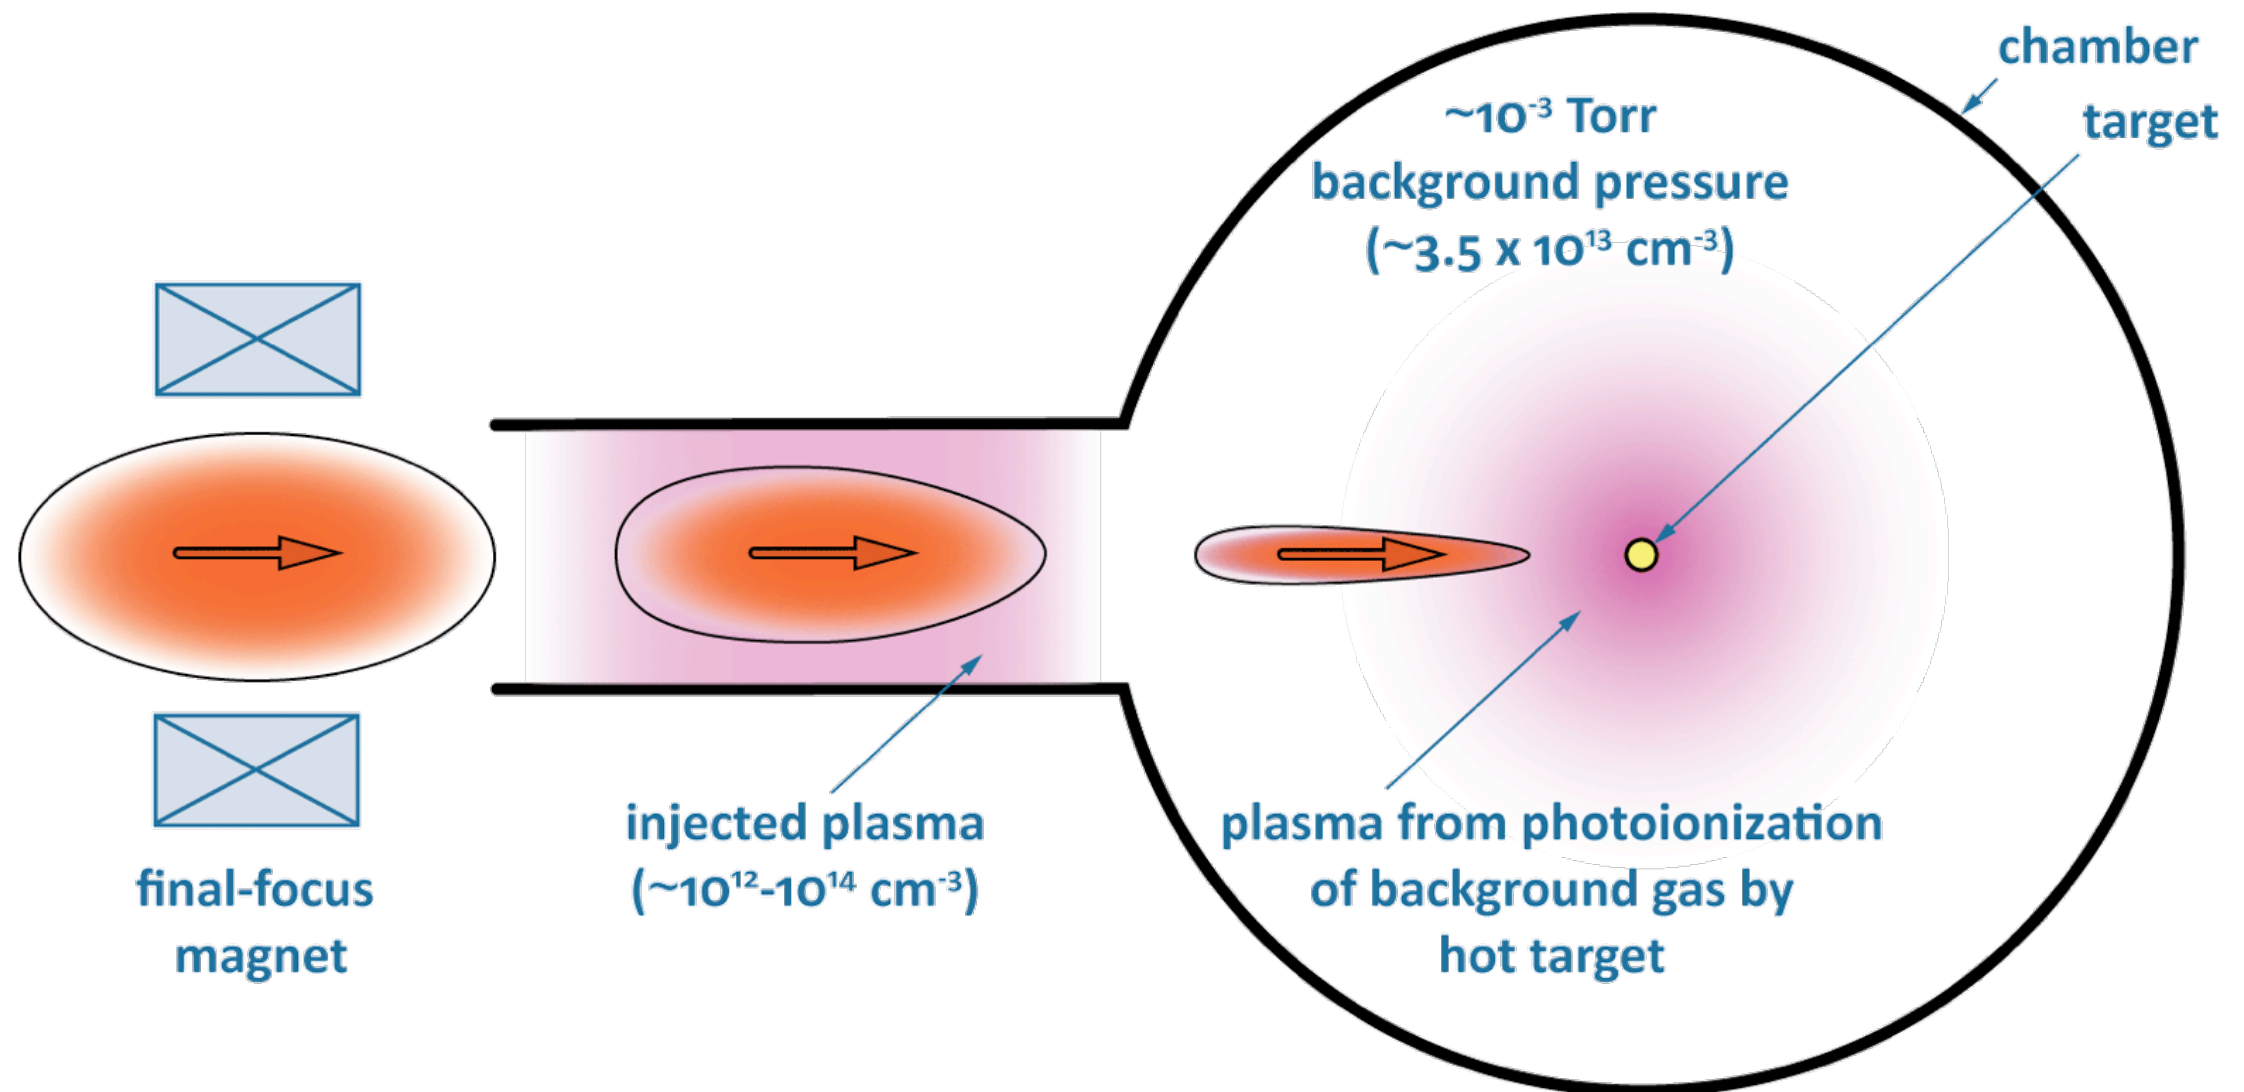 chamber
target
~10⁻³ Torr
background pressure
(~3.5 x 10¹³ cm⁻³)
injected plasma
(~10¹²-10¹⁴ cm⁻³)
final-focus
magnet
plasma from photoionization
of background gas by
hot target